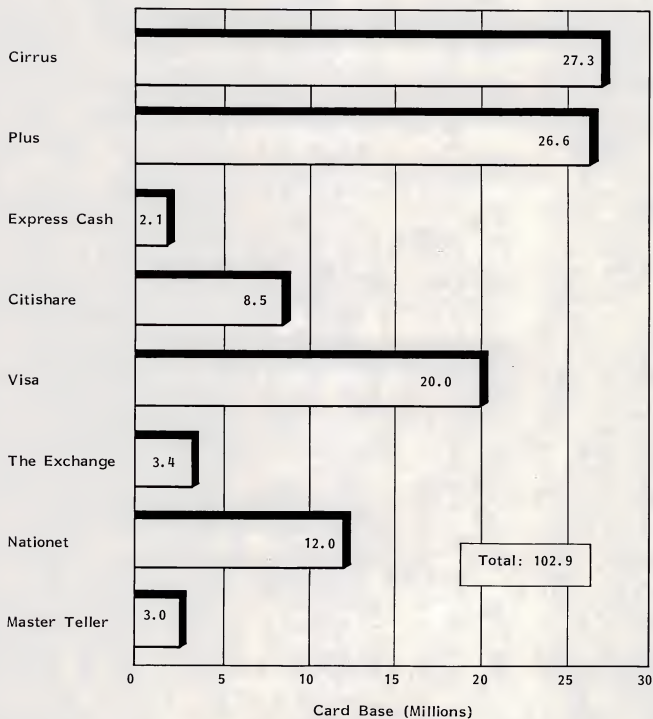 Cirrus 27.3
Plus 26.6
Express Cash 2.1
Citishare 8.5
Visa 20.0
The Exchange 3.4
Nationet 12.0
Total: 102.9
Master Teller 3.0
0 5 10 15 20 25 30
Card Base (Millions)